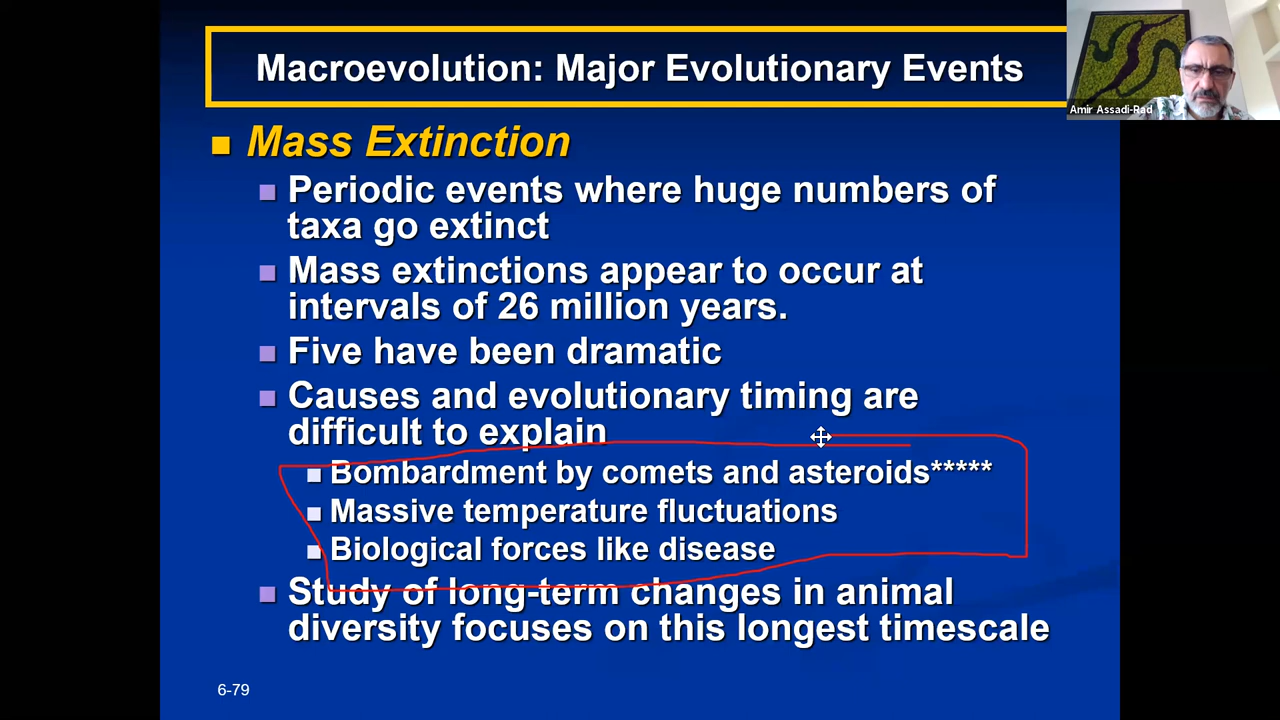 Macroevolution: Major Evolutionary Events
Amir Assadi-Rad
Mass Extinction
Periodic events where huge numbers of
taxa go extinct
Mass extinctions appear to occur at
intervals of 26 million years.
Five have been dramatic
Causes and evolutionary timing are
difficult to explain
Bombardment by comets and asteroids*****
Massive temperature fluctuations
Biological forces like disease
Study of long-term changes in animal
diversity focuses on this longest timescale
6-79